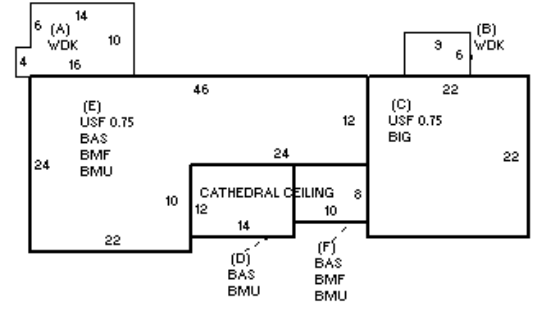 14
6
(A)
WDK
10
4
16
(B)
9
6
WDK
46
22
(E)
USF 0.75
BAS
BMF
BMU
12
(C)
USF 0.75
BIG
24
24
22
CATHEDRAL CEILING
8
10
12
10
14
22
(D)
BAS
BMU
(F)
BAS
BMF
BMU